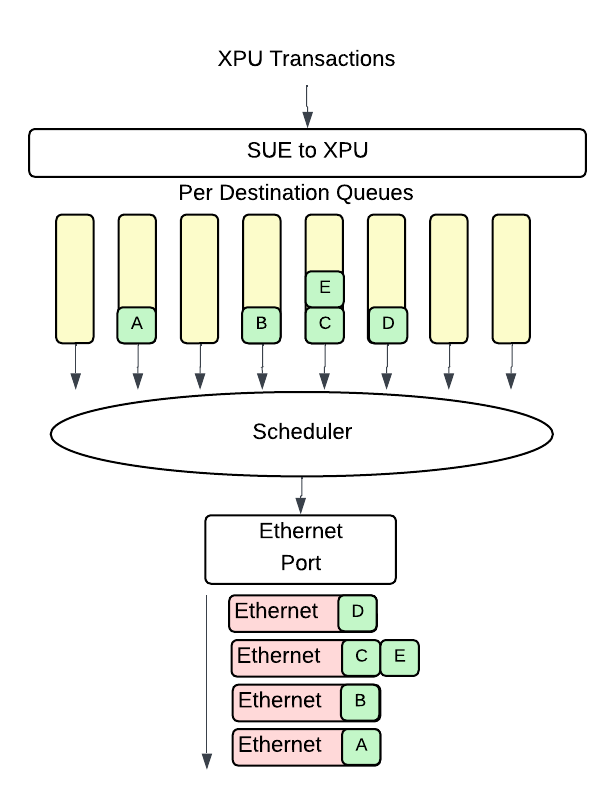 XPU Transactions
SUE to XPU
Per Destination Queues
E
A
B
C
D
Scheduler
Ethernet
Port
Ethernet D
Ethernet C E
Ethernet B
Ethernet A